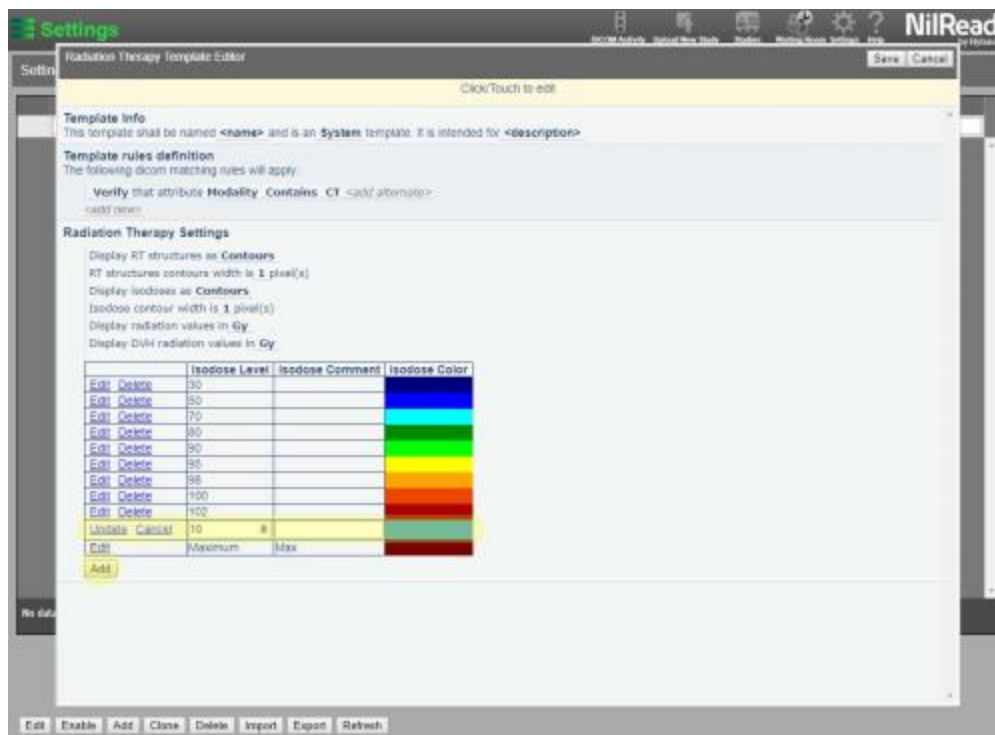 Settings
DICOM Activity Upload New Study Studies Waiting Room Settings Help
NilRead
by Hyland
Settin
Radiation Therapy Template Editor
Save Cancel
Click/Touch to edit
Template Info
This template shall be named <name> and is an System template. It is intended for <description>
Template rules definition
The following dicom matching rules will apply:
Verify that attribute Modality Contains CT <add alternate>
<add new>
Radiation Therapy Settings
Display RT structures as Contours
RT structures contours width is 1 pixel(s)
Display isodoses as Contours
Isodose contour width is 1 pixel(s)
Display radiation values in Gy
Display DVH radiation values in Gy
Isodose Level Isodose Comment Isodose Color
Edit Delete 30
Edit Delete 50
Edit Delete 70
Edit Delete 80
Edit Delete 90
Edit Delete 95
Edit Delete 98
Edit Delete 100
Edit Delete 102
Update Cancel 10
Edit Maximum Max
Add
No data
Edit Enable Add Clone Delete Import Export Refresh